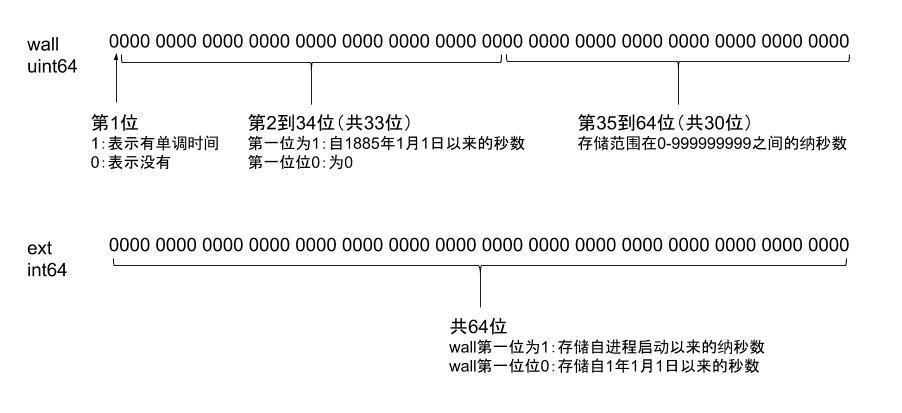 wall 0000 0000 0000 0000 0000 0000 0000 0000 0000 0000 0000 0000 0000 0000 0000 0000
uint64
第1位
1：表示有单调时间
0：表示没有
第2到34位（共33位）
第一位为1：自1885年1月1日以来的秒数
第一位位0：为0
第35到64位（共30位）
存储范围在0-999999999之间的纳秒数
ext 0000 0000 0000 0000 0000 0000 0000 0000 0000 0000 0000 0000 0000 0000 0000 0000
int64
共64位
wall第一位为1：存储自进程启动以来的纳秒数
wall第一位位0：存储自1年1月1日以来的秒数